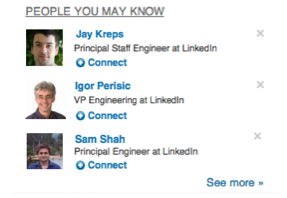 PEOPLE YOU MAY KNOW
Jay Kreps
Principal Staff Engineer at LinkedIn
Connect
Igor Perisic
VP Engineering at LinkedIn
Connect
Sam Shah
Principal Engineer at LinkedIn
Connect
See more »